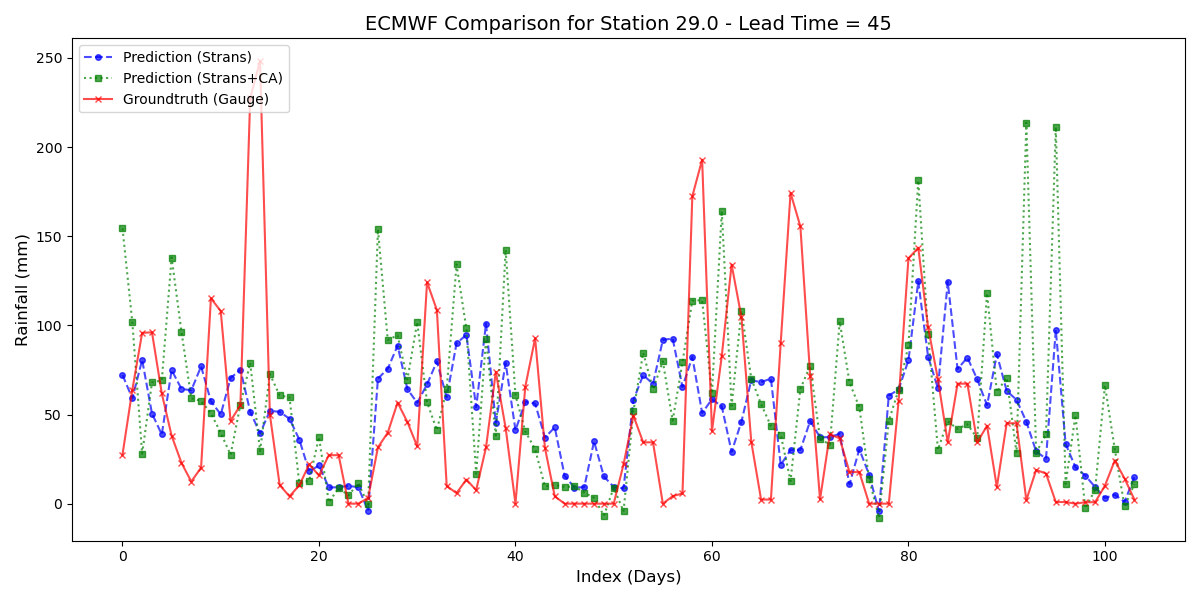 ECMWF Comparison for Station 29.0 - Lead Time = 45
Prediction (Strans)
Prediction (Strans+CA)
Groundtruth (Gauge)
250
200
150
100
50
0
Rainfall (mm)
0 20 40 60 80 100
Index (Days)